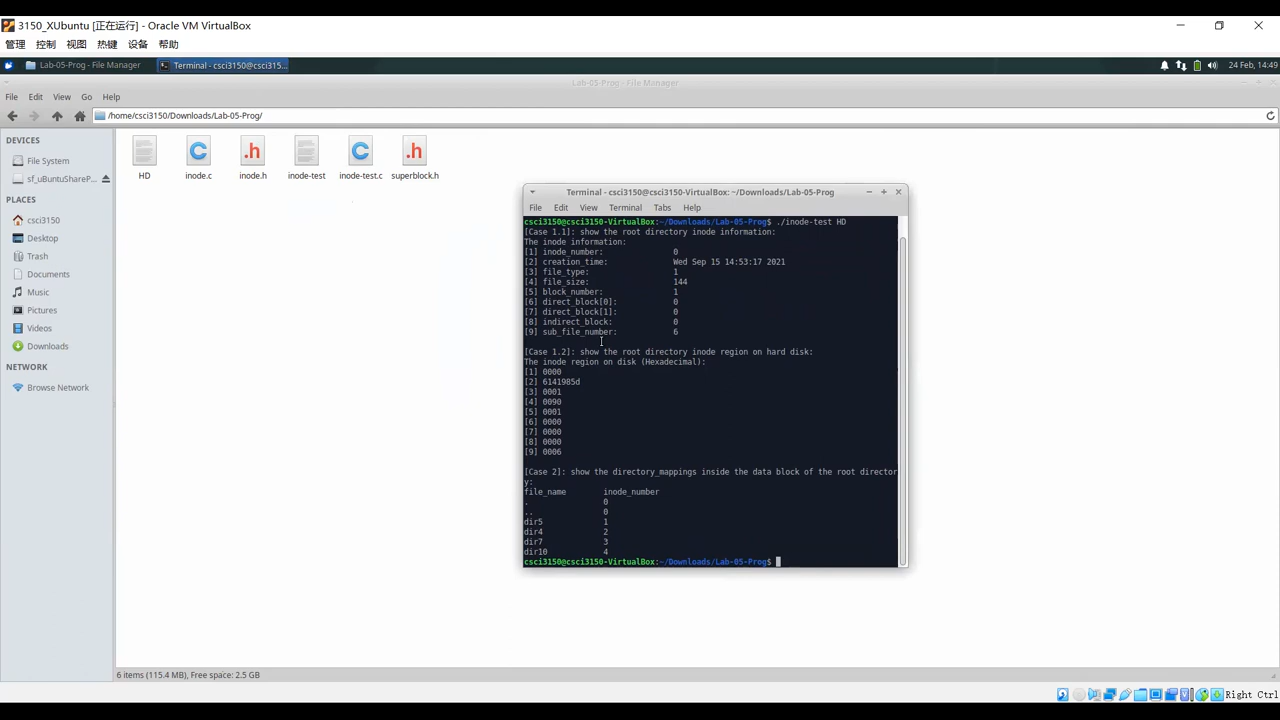 3150_XUbuntu [正在运行] - Oracle VM VirtualBox
管理 控制 视图 热键 设备 帮助
Lab-05-Prog - File Manager
Terminal - csci3150@csci315...
24 Feb, 14:49
Lab-05-Prog - File Manager
File Edit View Go Help
/home/csci3150/Downloads/Lab-05-Prog/
DEVICES
File System
sf_uBuntuShareP...
PLACES
csci3150
Desktop
Trash
Documents
Music
Pictures
Videos
Downloads
NETWORK
Browse Network
HD inode.c inode.h inode-test inode-test.c superblock.h
Terminal - csci3150@csci3150-VirtualBox: ~/Downloads/Lab-05-Prog
File Edit View Terminal Tabs Help
csci3150@csci3150-VirtualBox:~/Downloads/Lab-05-Prog$ ./inode-test HD
[Case 1.1]: show the root directory inode information:
The inode information:
[1] inode_number: 0
[2] creation_time: Wed Sep 15 14:53:17 2021
[3] file_type: 1
[4] file_size: 144
[5] block_number: 1
[6] direct_block[0]: 0
[7] direct_block[1]: 0
[8] indirect_block: 0
[9] sub_file_number: 6
[Case 1.2]: show the root directory inode region on hard disk:
The inode region on disk (Hexadecimal):
[1] 0000
[2] 6141985d
[3] 0001
[4] 0090
[5] 0001
[6] 0000
[7] 0000
[8] 0000
[9] 0006
[Case 2]: show the directory_mappings inside the data block of the root director
y:
file_name inode_number
. 0
.. 0
dir5 1
dir4 2
dir7 3
dir10 4
csci3150@csci3150-VirtualBox:~/Downloads/Lab-05-Prog$
6 items (115.4 MB), Free space: 2.5 GB
Right Ctrl